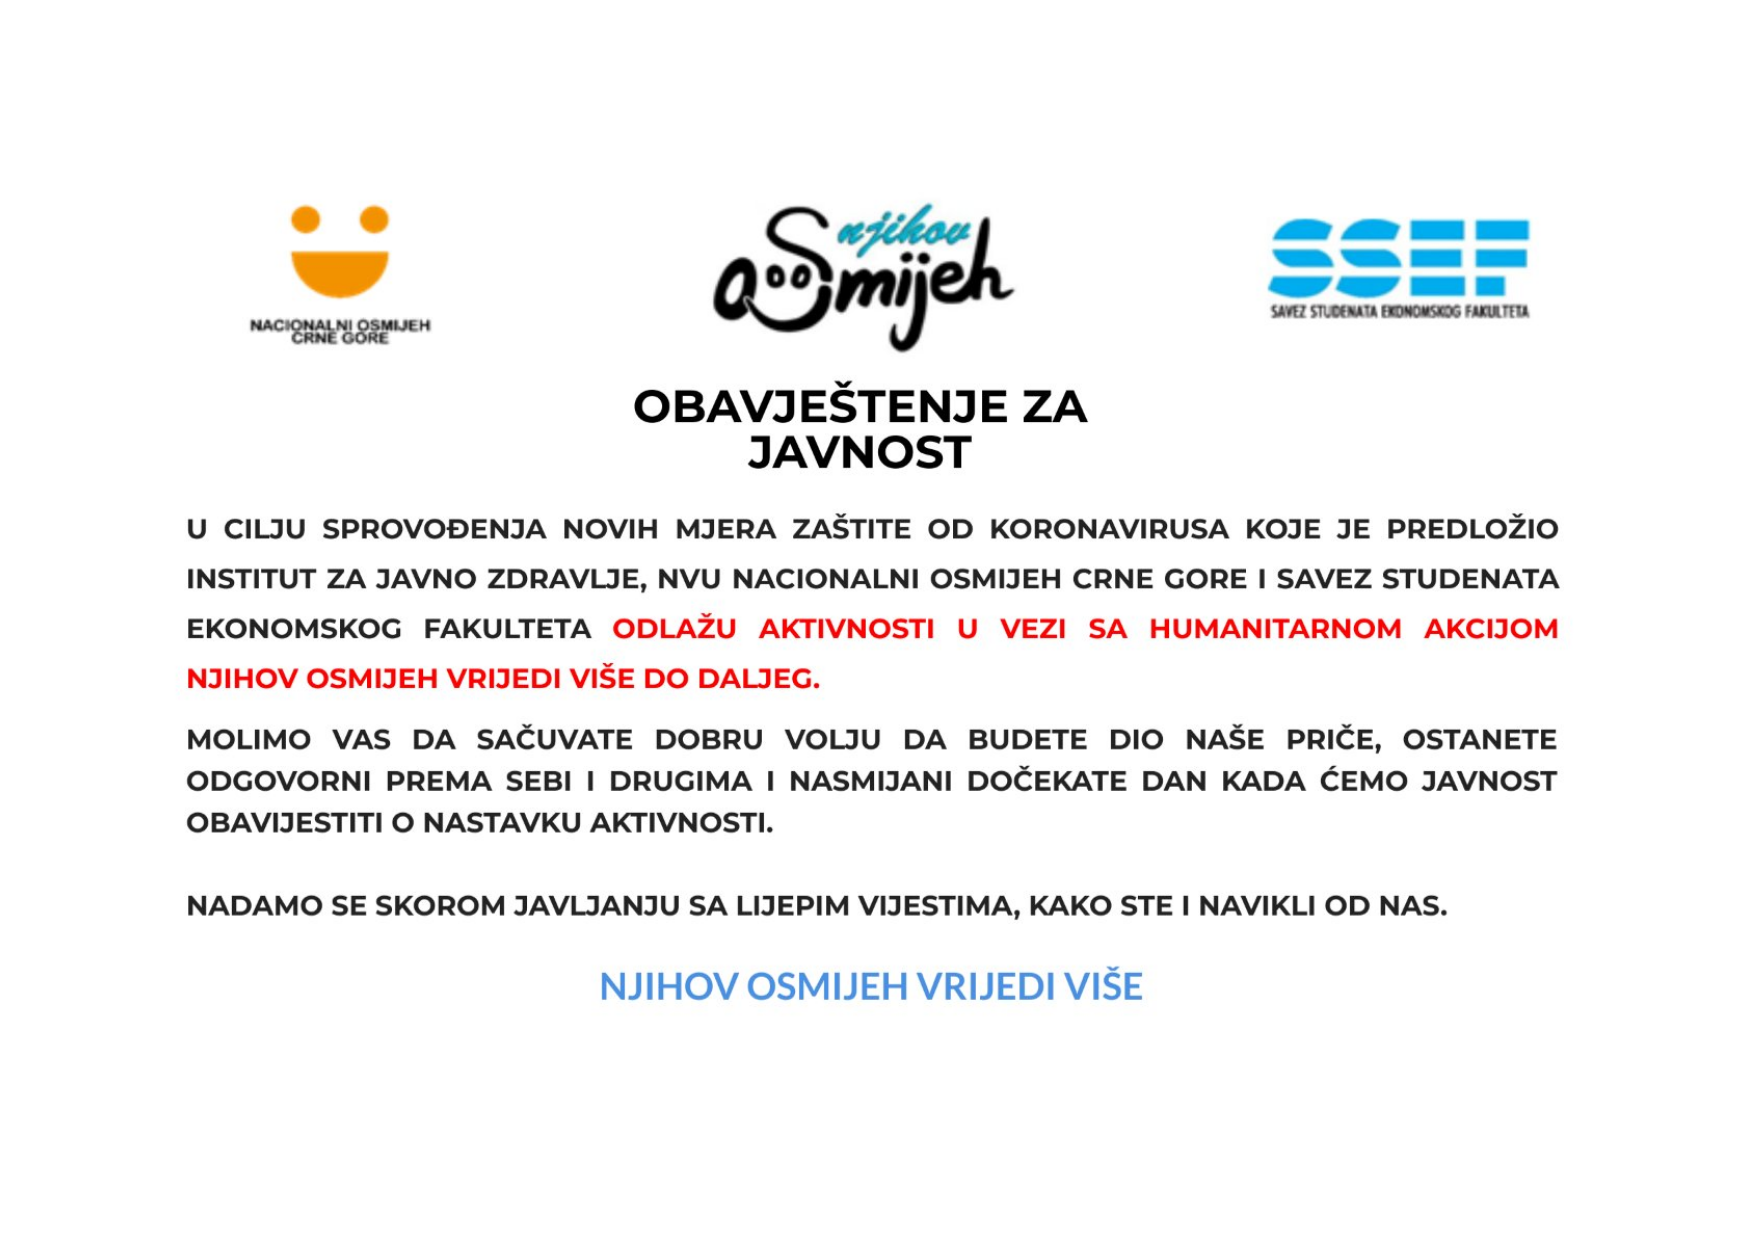 NACIONALNI OSMIJEH
CRNE GORE
njikov
osmijeh
SSEF
SAVEZ STUDENATA EKONOMSKOG FAKULTETA
OBAVJEŠTENJE ZA
JAVNOST
U CILJU SPROVOĐENJA NOVIH MJERA ZAŠTITE OD KORONAVIRUSA KOJE JE PREDLOŽIO
INSTITUT ZA JAVNO ZDRAVLJE, NVU NACIONALNI OSMIJEH CRNE GORE I SAVEZ STUDENATA
EKONOMSKOG FAKULTETA ODLAŽU AKTIVNOSTI U VEZI SA HUMANITARNOM AKCIJOM
NJIHOV OSMIJEH VRIJEDI VIŠE DO DALJEG.
MOLIMO VAS DA SAČUVATE DOBRU VOLJU DA BUDETE DIO NAŠE PRIČE, OSTANETE
ODGOVORNI PREMA SEBI I DRUGIMA I NASMIJANI DOČEKATE DAN KADA ĆEMO JAVNOST
OBAVIJESTITI O NASTAVKU AKTIVNOSTI.
NADAMO SE SKOROM JAVLJANJU SA LIJEPIM VIJESTIMA, KAKO STE I NAVIKLI OD NAS.
NJIHOV OSMIJEH VRIJEDI VIŠE